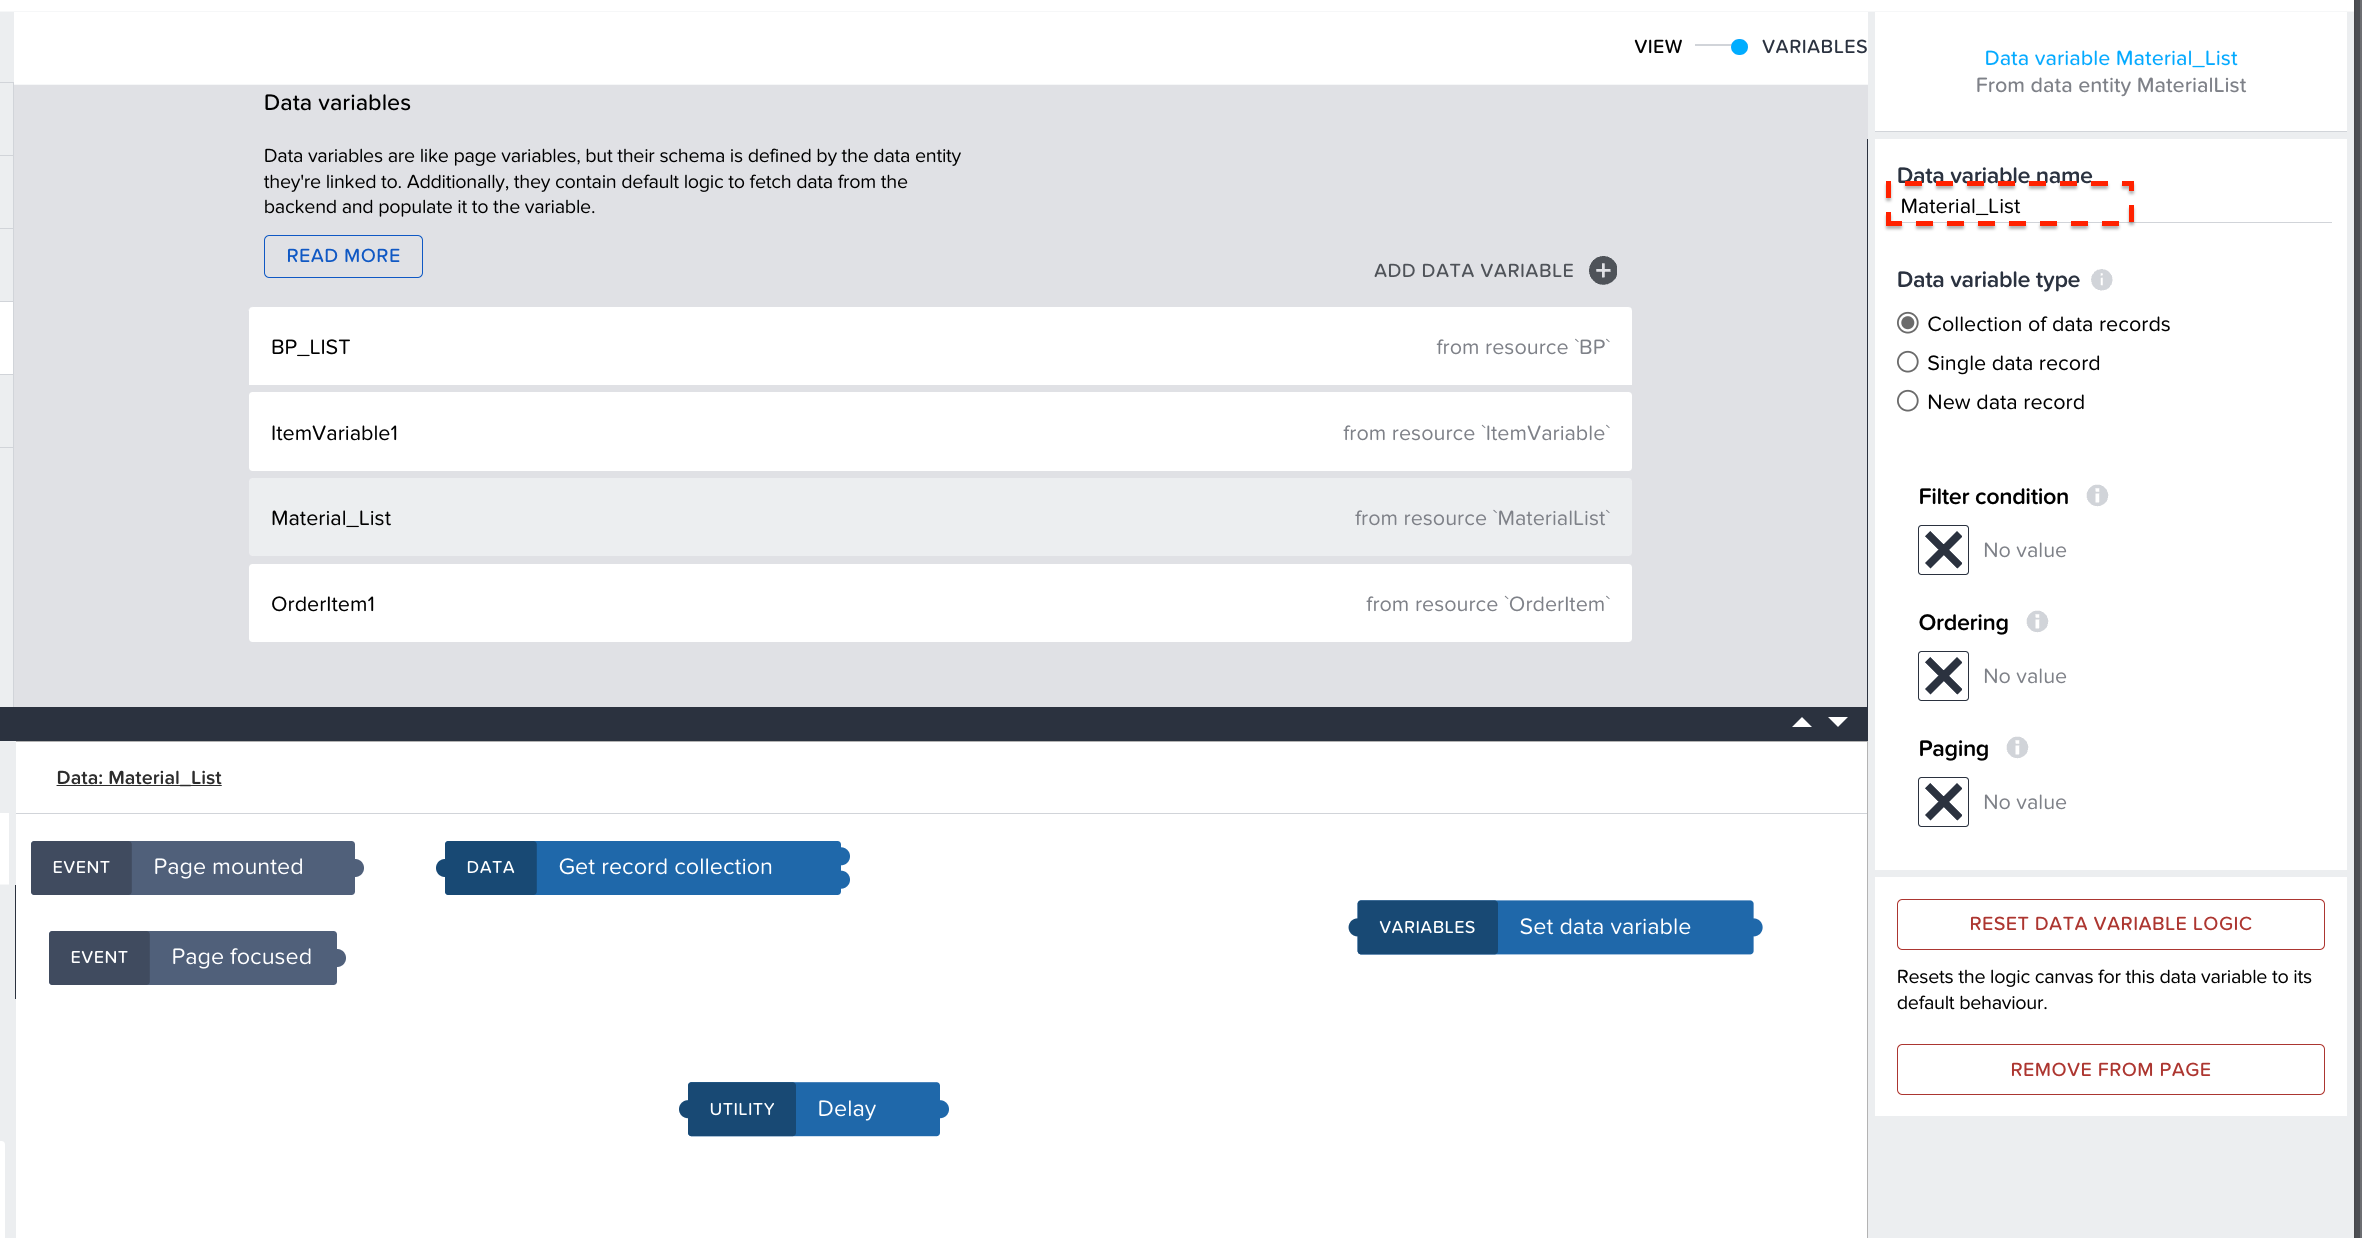 VIEW VARIABLES
Data variables
Data variables are like page variables, but their schema is defined by the data entity
they're linked to. Additionally, they contain default logic to fetch data from the
backend and populate it to the variable.
READ MORE
ADD DATA VARIABLE
BP_LIST from resource `BP`
ItemVariable1 from resource `ItemVariable`
Material_List from resource `MaterialList`
OrderItem1 from resource `OrderItem`
Data: Material_List
EVENT Page mounted
DATA Get record collection
VARIABLES Set data variable
EVENT Page focused
UTILITY Delay
Data variable Material_List
From data entity MaterialList
Data variable name
Material_List
Data variable type
Collection of data records
Single data record
New data record
Filter condition
No value
Ordering
No value
Paging
No value
RESET DATA VARIABLE LOGIC
Resets the logic canvas for this data variable to its
default behaviour.
REMOVE FROM PAGE